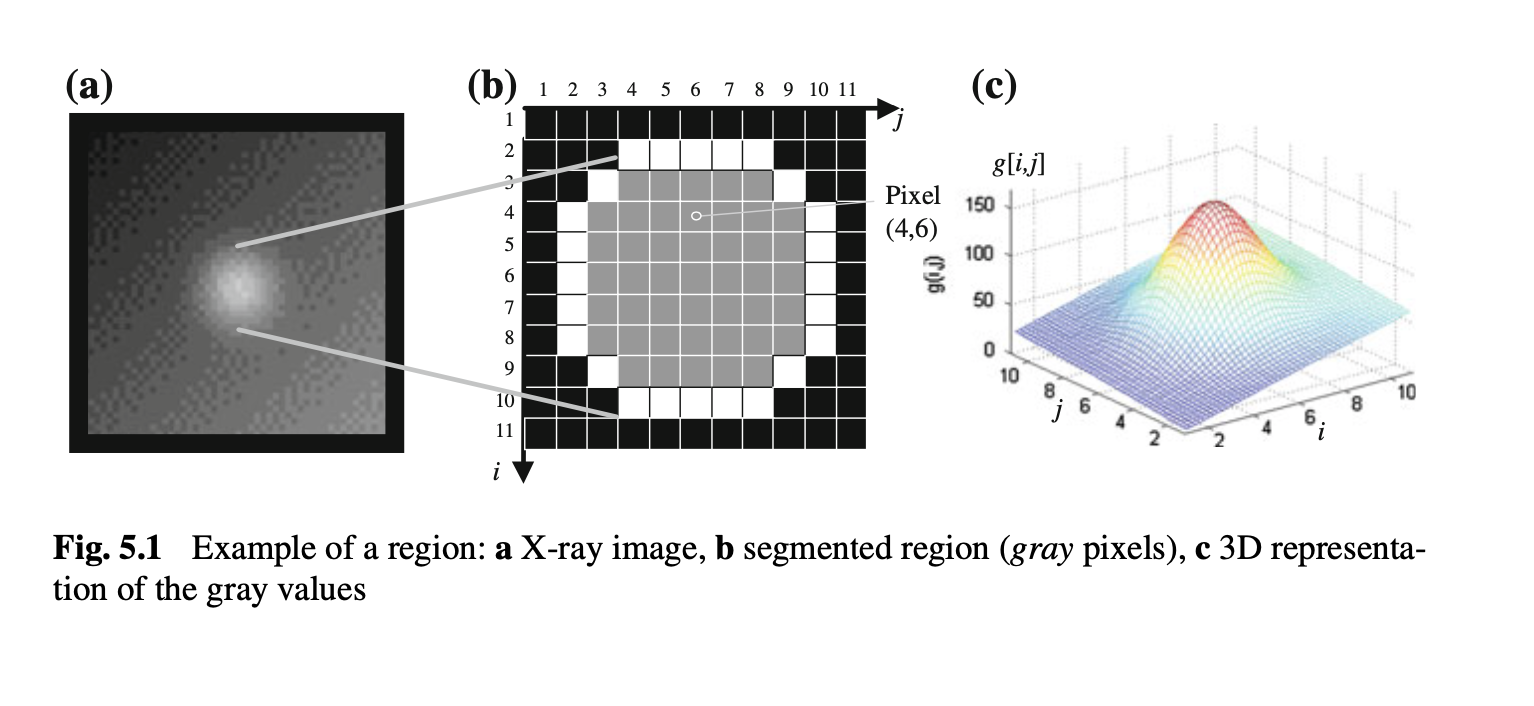 (a)
(b)
1 2 3 4 5 6 7 8 9 10 11
j
1
2
3
4
5
6
7
8
9
10
11
i
Pixel
(4,6)
(c)
g[i,j]
g(i,j)
150
100
50
0
10
8
6
4
2
j
2
4
6
8
10
i
Fig. 5.1 Example of a region: a X-ray image, b segmented region (gray pixels), c 3D representa-
tion of the gray values